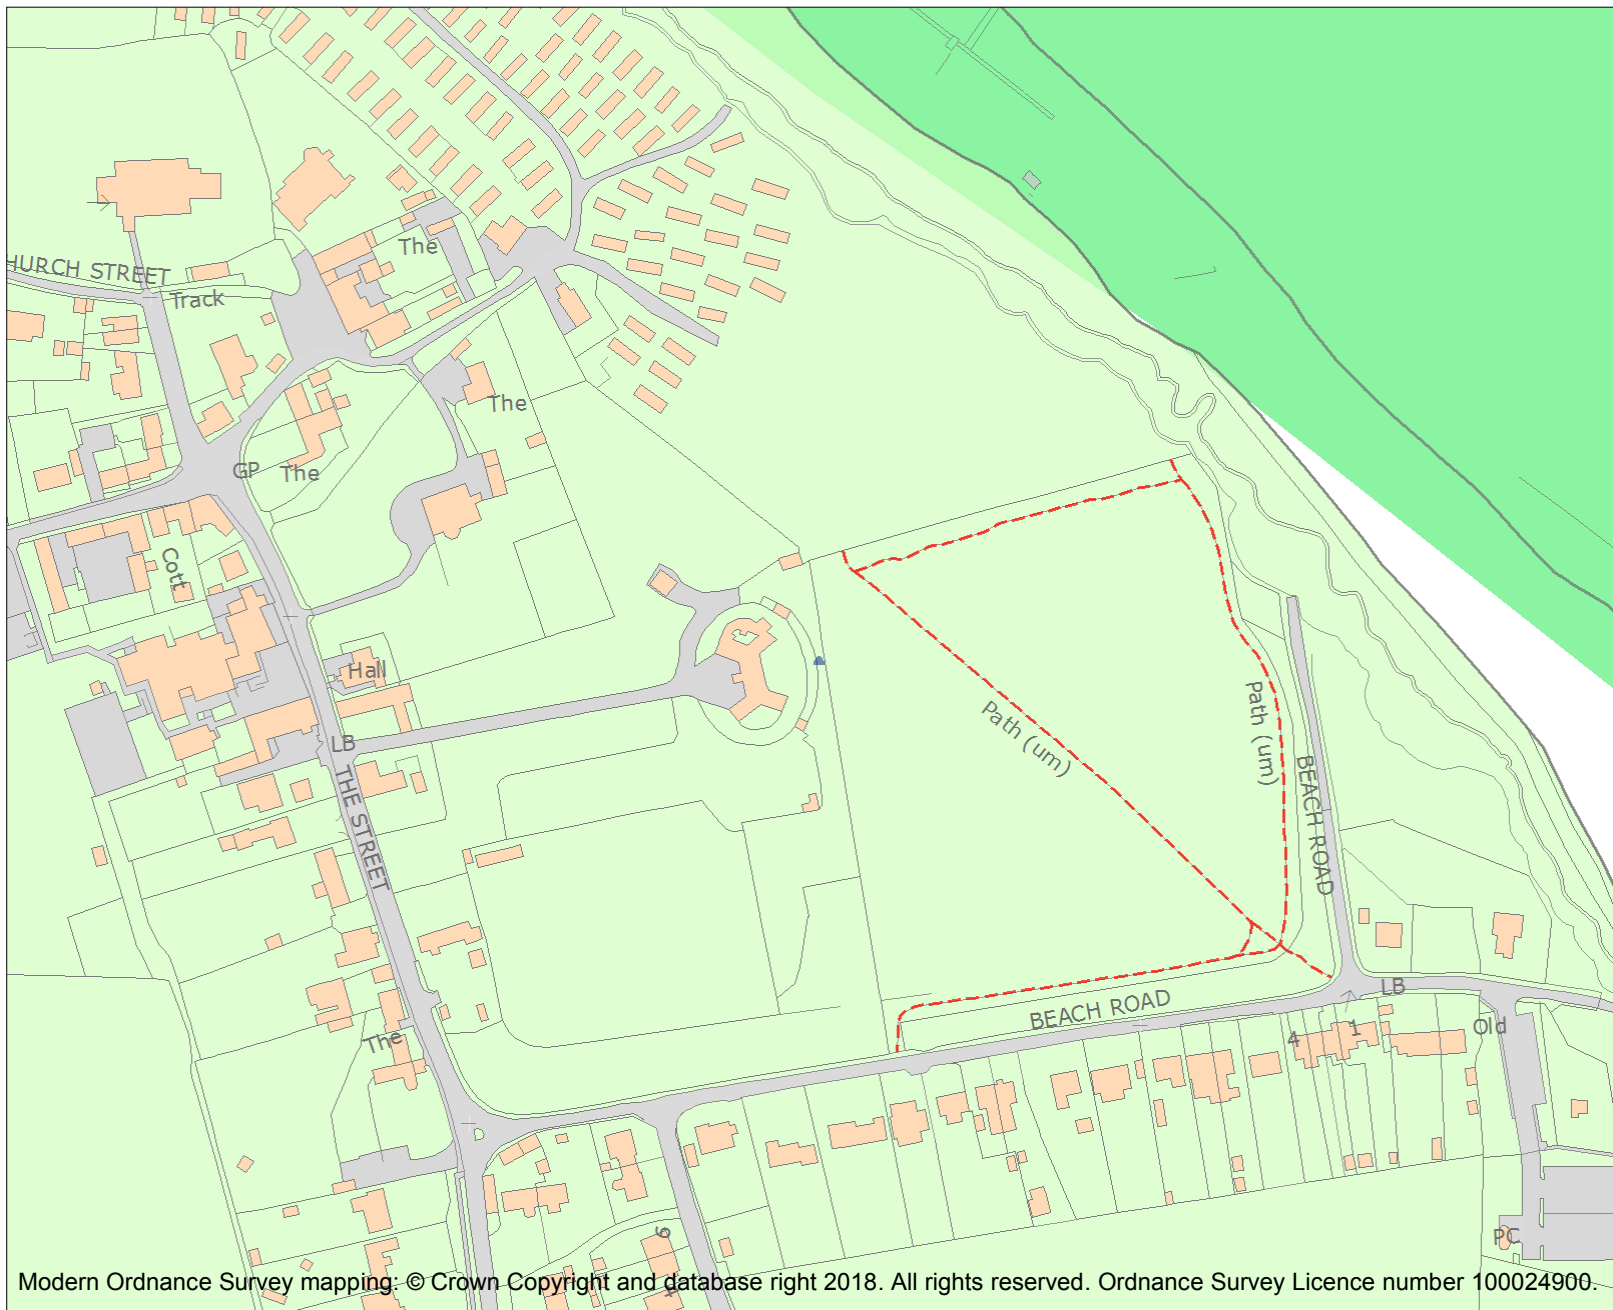 The
HURCH STREET
Track
The
GP
The
Cott
Hall
LB
THE STREET
Path (um)
Path (um)
BEACH ROAD
BEACH ROAD
LB
1
4
Old
The
6
PC
Modern Ordnance Survey mapping: © Crown Copyright and database right 2018. All rights reserved. Ordnance Survey Licence number 100024900.